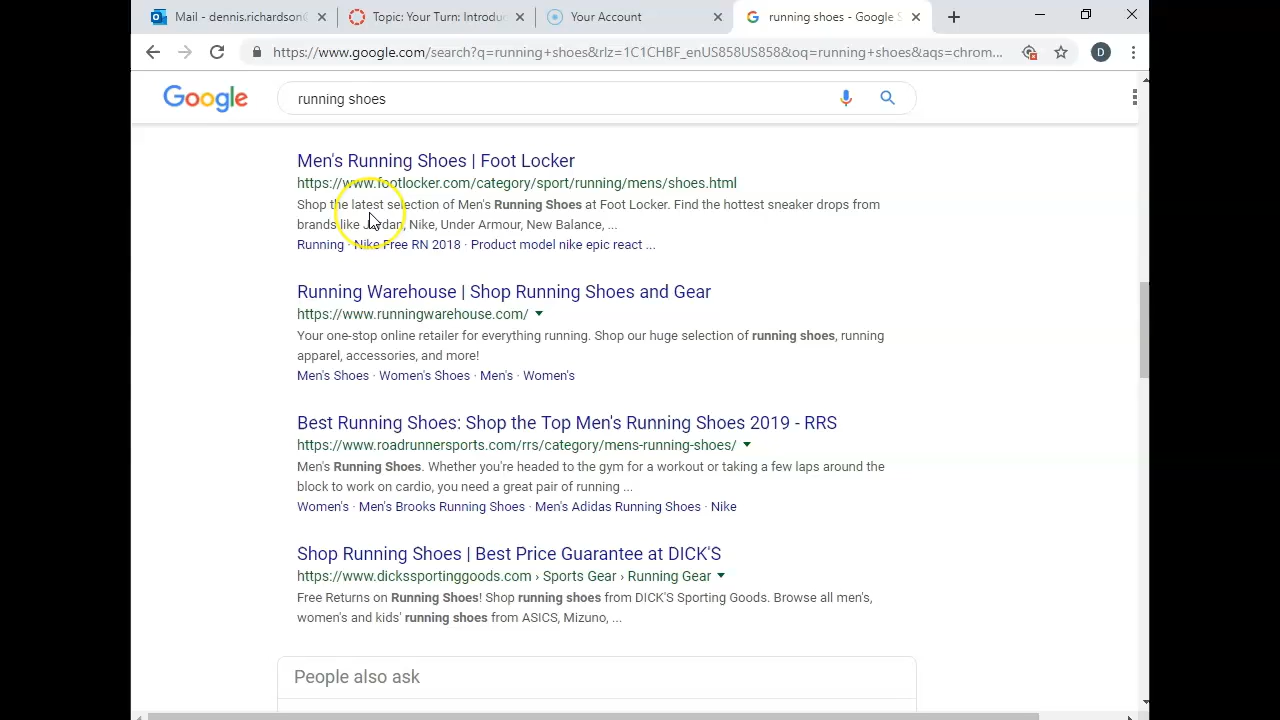 Mail - dennis.richardson@
Topic: Your Turn: Introduc
Your Account
running shoes - Google S
https://www.google.com/search?q=running+shoes&rlz=1C1CHBF_enUS858US858&oq=running+shoes&aqs=chrom...
D
Google
running shoes
Men's Running Shoes | Foot Locker
https://www.footlocker.com/category/sport/running/mens/shoes.html
Shop the latest selection of Men's Running Shoes at Foot Locker. Find the hottest sneaker drops from
brands like Jordan, Nike, Under Armour, New Balance, ...
Running · Nike Free RN 2018 · Product model nike epic react ...
Running Warehouse | Shop Running Shoes and Gear
https://www.runningwarehouse.com/
Your one-stop online retailer for everything running. Shop our huge selection of running shoes, running
apparel, accessories, and more!
Men's Shoes · Women's Shoes · Men's · Women's
Best Running Shoes: Shop the Top Men's Running Shoes 2019 - RRS
https://www.roadrunnersports.com/rrs/category/mens-running-shoes/
Men's Running Shoes. Whether you're headed to the gym for a workout or taking a few laps around the
block to work on cardio, you need a great pair of running ...
Women's · Men's Brooks Running Shoes · Men's Adidas Running Shoes · Nike
Shop Running Shoes | Best Price Guarantee at DICK'S
https://www.dickssportinggoods.com › Sports Gear › Running Gear
Free Returns on Running Shoes! Shop running shoes from DICK'S Sporting Goods. Browse all men's,
women's and kids' running shoes from ASICS, Mizuno, ...
People also ask